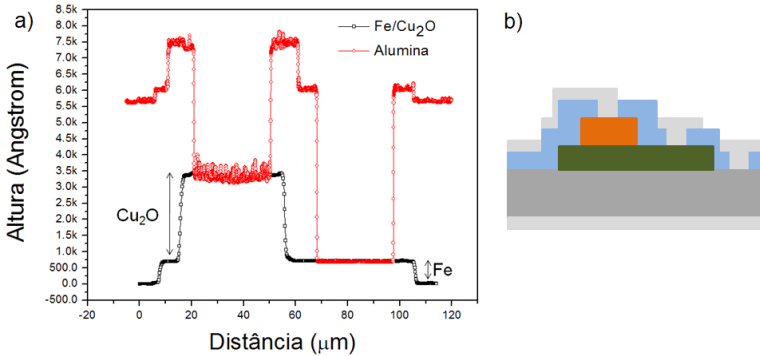 a)
b)
Fe/Cu₂O
Alumina
Altura (Angstrom)
8.5k
8.0k
7.5k
7.0k
6.5k
6.0k
5.5k
5.0k
4.5k
4.0k
3.5k
3.0k
2.5k
2.0k
1.5k
1.0k
500.0
0.0
-500.0
Cu₂O
Fe
-20 0 20 40 60 80 100 120
Distância (μm)